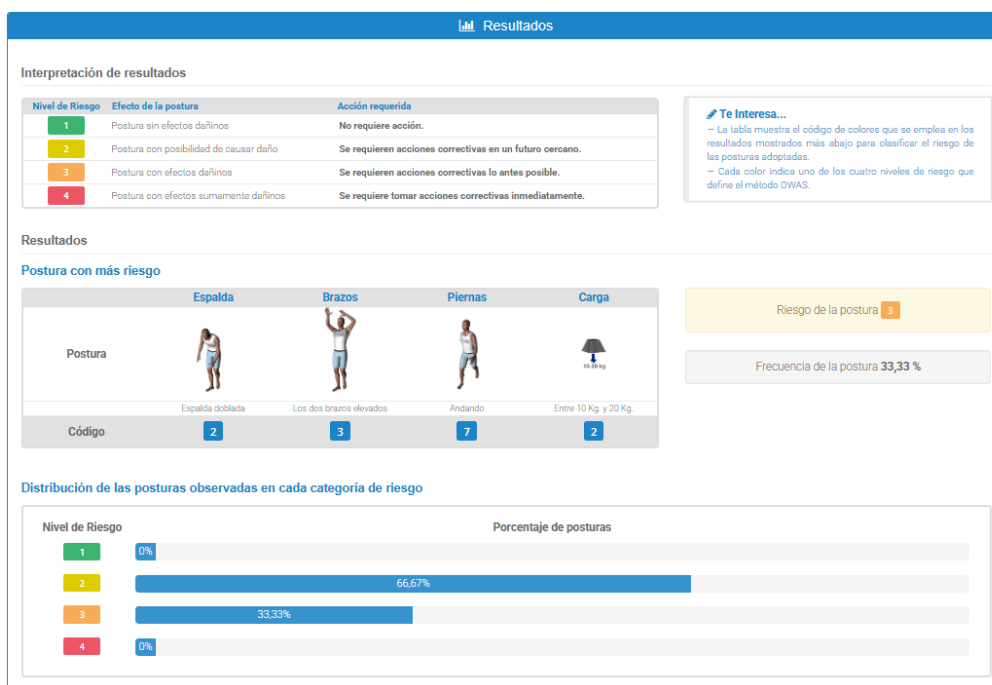 Resultados
Interpretación de resultados
Nivel de Riesgo Efecto de la postura Acción requerida
1 Postura sin efectos dañinos No requiere acción.
2 Postura con posibilidad de causar daño Se requieren acciones correctivas en un futuro cercano.
3 Postura con efectos dañinos Se requieren acciones correctivas lo antes posible.
4 Postura con efectos sumamente dañinos Se requiere tomar acciones correctivas inmediatamente.
Te Interesa...
— La tabla muestra el código de colores que se emplea en los
resultados mostrados más abajo para clasificar el riesgo de
las posturas adoptadas.
— Cada color indica uno de los cuatro niveles de riesgo que
define el método OWAS.
Resultados
Postura con más riesgo
Espalda Brazos Piernas Carga
Postura
10-20 kg
Espalda doblada Los dos brazos elevados Andando Entre 10 Kg. y 20 Kg.
Código 2 3 7 2
Riesgo de la postura 3
Frecuencia de la postura 33,33 %
Distribución de las posturas observadas en cada categoría de riesgo
Nivel de Riesgo Porcentaje de posturas
1 0%
2 66,67%
3 33,33%
4 0%